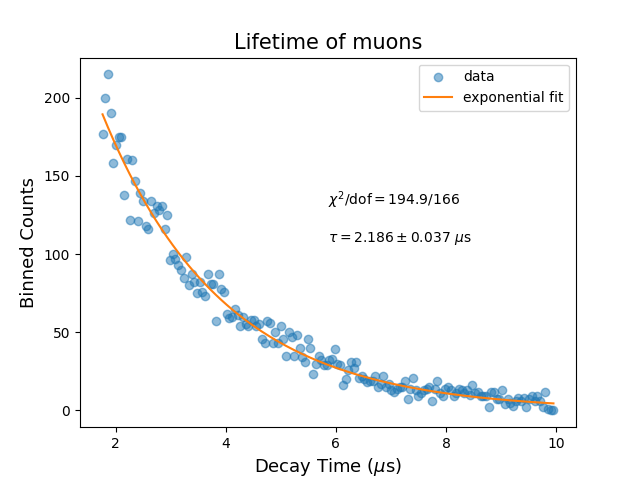 Lifetime of muons
data
exponential fit
χ²/dof = 194.9/166
τ = 2.186 ± 0.037 μs
Binned Counts
200
150
100
50
0
2 4 6 8 10
Decay Time (μs)